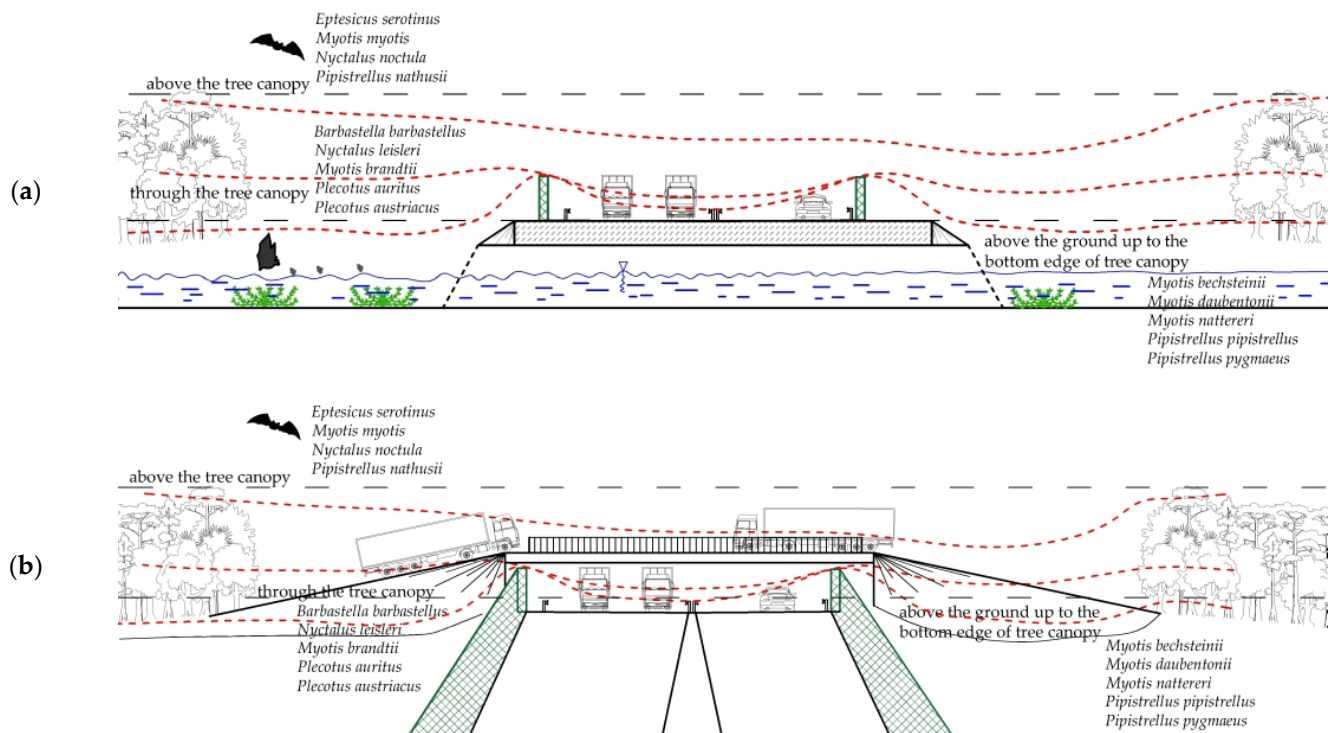 (a)
Eptesicus serotinus
Myotis myotis
Nyctalus noctula
Pipistrellus nathusii
above the tree canopy
Barbastella barbastellus
Nyctalus leisleri
Myotis brandtii
Plecotus auritus
Plecotus austriacus
through the tree canopy
above the ground up to the
bottom edge of tree canopy
Myotis bechsteinii
Myotis daubentonii
Myotis nattereri
Pipistrellus pipistrellus
Pipistrellus pygmaeus
(b)
Eptesicus serotinus
Myotis myotis
Nyctalus noctula
Pipistrellus nathusii
above the tree canopy
through the tree canopy
Barbastella barbastellus
Nyctalus leisleri
Myotis brandtii
Plecotus auritus
Plecotus austriacus
above the ground up to the
bottom edge of tree canopy
Myotis bechsteinii
Myotis daubentonii
Myotis nattereri
Pipistrellus pipistrellus
Pipistrellus pygmaeus